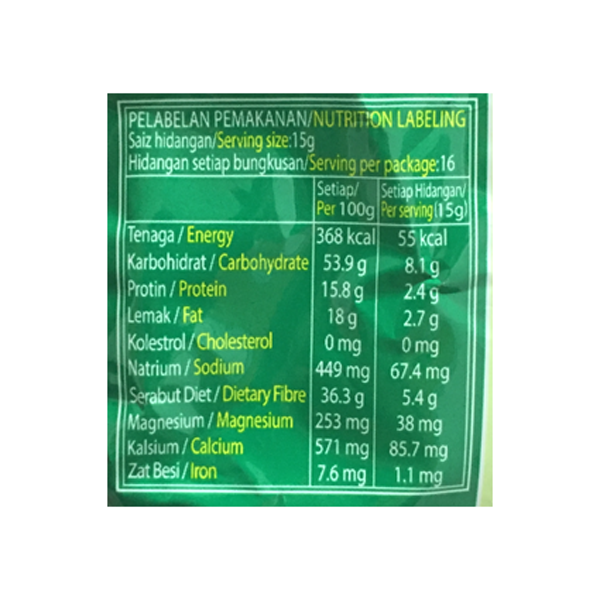 PELABELAN PEMAKANAN/NUTRITION LABELING
Saiz hidangan/Serving size:15g
Hidangan setiap bungkusan/Serving per package:16
Setiap/ Setiap Hidangan/
Per 100g Per serving(15g)
Tenaga / Energy 368 kcal 55 kcal
Karbohidrat / Carbohydrate 53.9 g 8.1 g
Protin / Protein 15.8 g 2.4 g
Lemak / Fat 18 g 2.7 g
Kolestrol / Cholesterol 0 mg 0 mg
Natrium / Sodium 449 mg 67.4 mg
Serabut Diet / Dietary Fibre 36.3 g 5.4 g
Magnesium / Magnesium 253 mg 38 mg
Kalsium / Calcium 571 mg 85.7 mg
Zat Besi / Iron 7.6 mg 1.1 mg